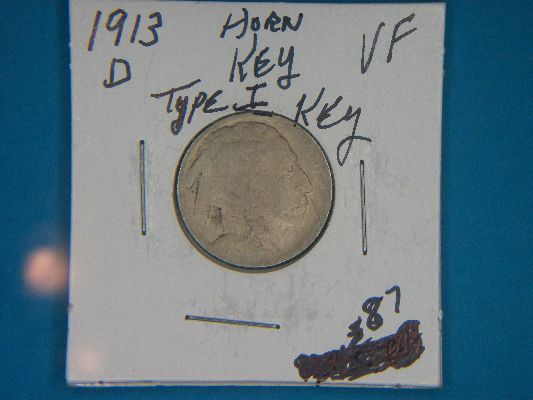 1913 HORN VF
D KEY
TYPE I KEY
$87